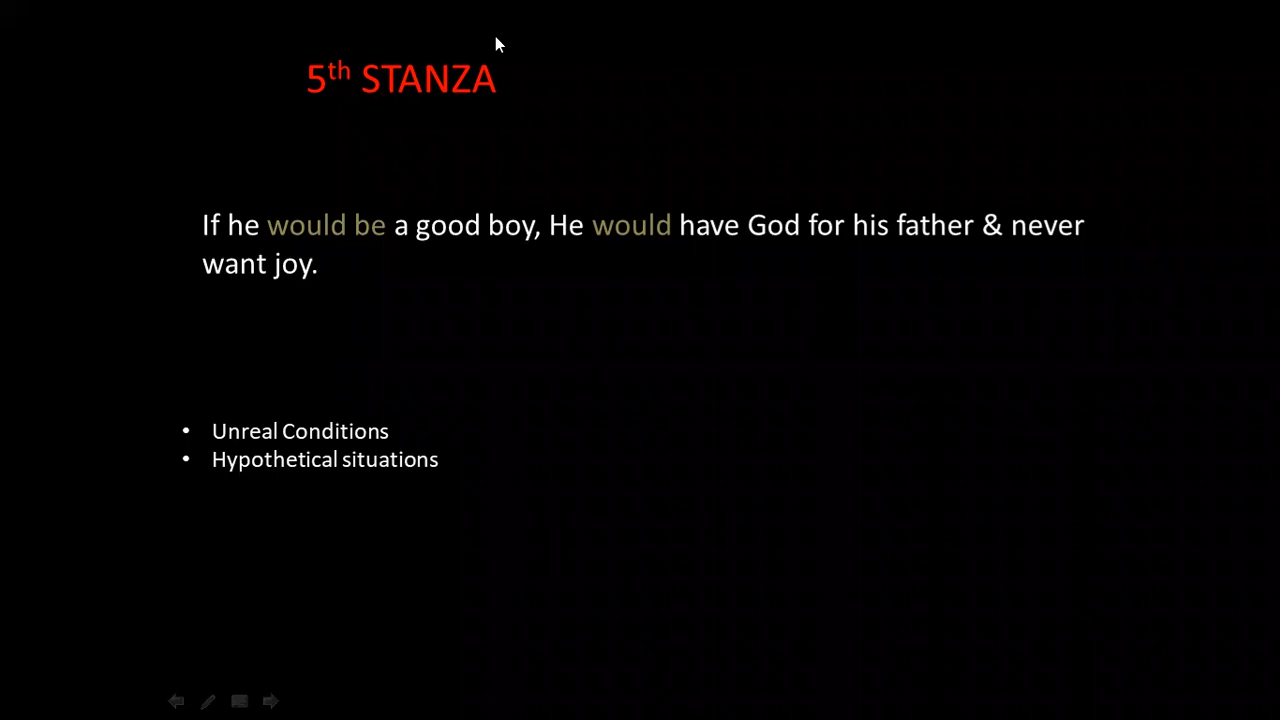 5th STANZA
If he would be a good boy, He would have God for his father & never
want joy.
• Unreal Conditions
• Hypothetical situations